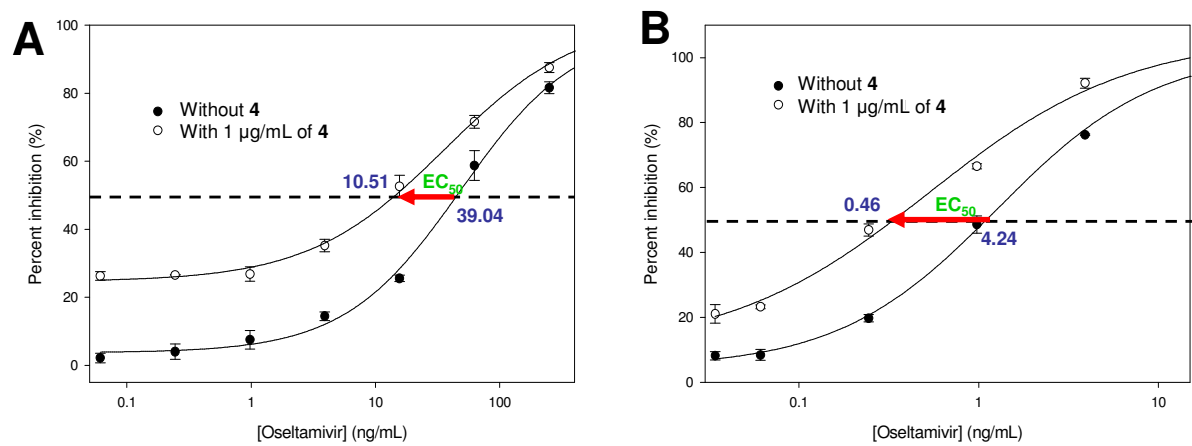 A
Percent inhibition (%)
100
80
60
40
20
0
Without 4
With 1 µg/mL of 4
10.51
EC50
39.04
0.1
1
10
100
[Oseltamivir] (ng/mL)
B
Percent inhibition (%)
100
80
60
40
20
0
Without 4
With 1 µg/mL of 4
0.46
EC50
4.24
0.1
1
10
[Oseltamivir] (ng/mL)